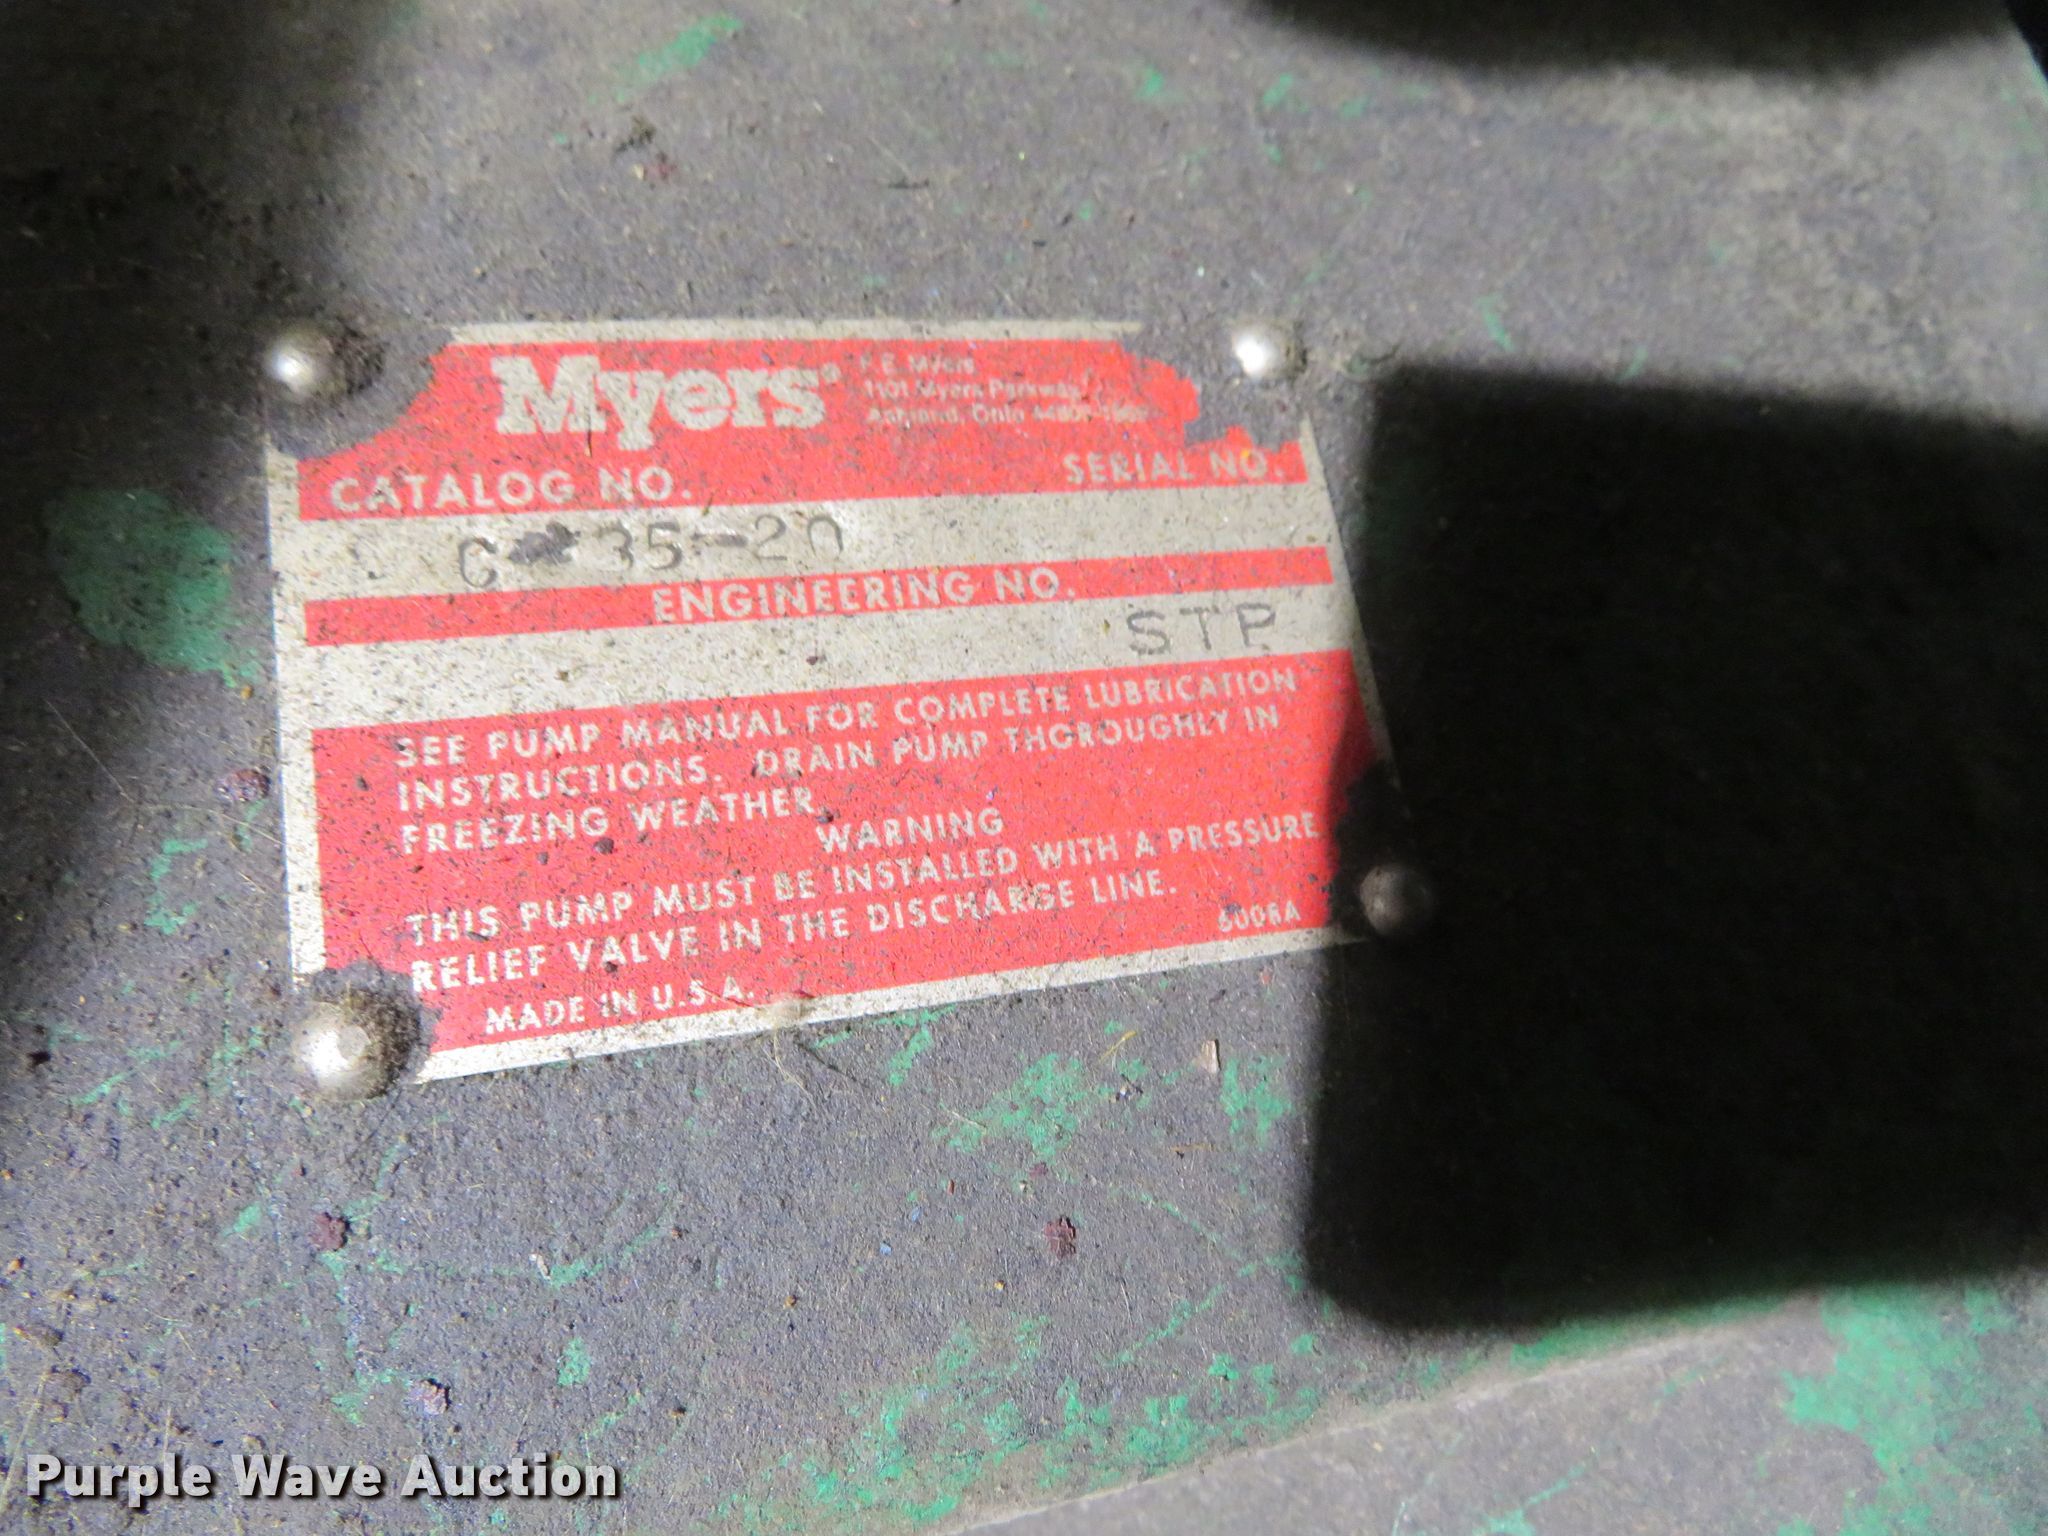 Myers®
F.E. Myers
1101 Myers Parkway
Ashland, Ohio
CATALOG NO.
SERIAL NO.
35-20
ENGINEERING NO.
STP
SEE PUMP MANUAL FOR COMPLETE LUBRICATION
INSTRUCTIONS. DRAIN PUMP THOROUGHLY IN
FREEZING WEATHER.
WARNING
THIS PUMP MUST BE INSTALLED WITH A PRESSURE
RELIEF VALVE IN THE DISCHARGE LINE.
MADE IN U.S.A.
Purple Wave Auction